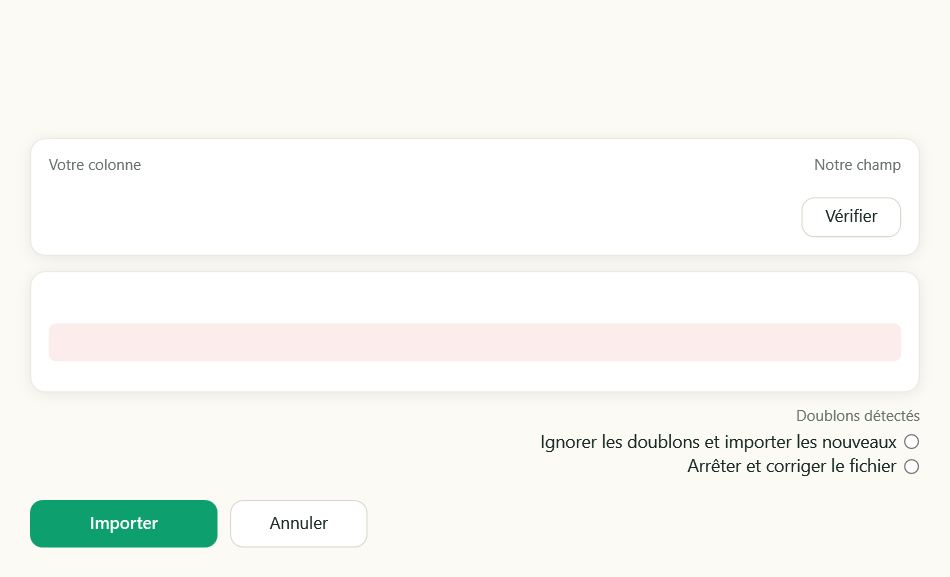 Votre colonne
Notre champ
Vérifier
Doublons détectés
Ignorer les doublons et importer les nouveaux
Arrêter et corriger le fichier
Importer
Annuler